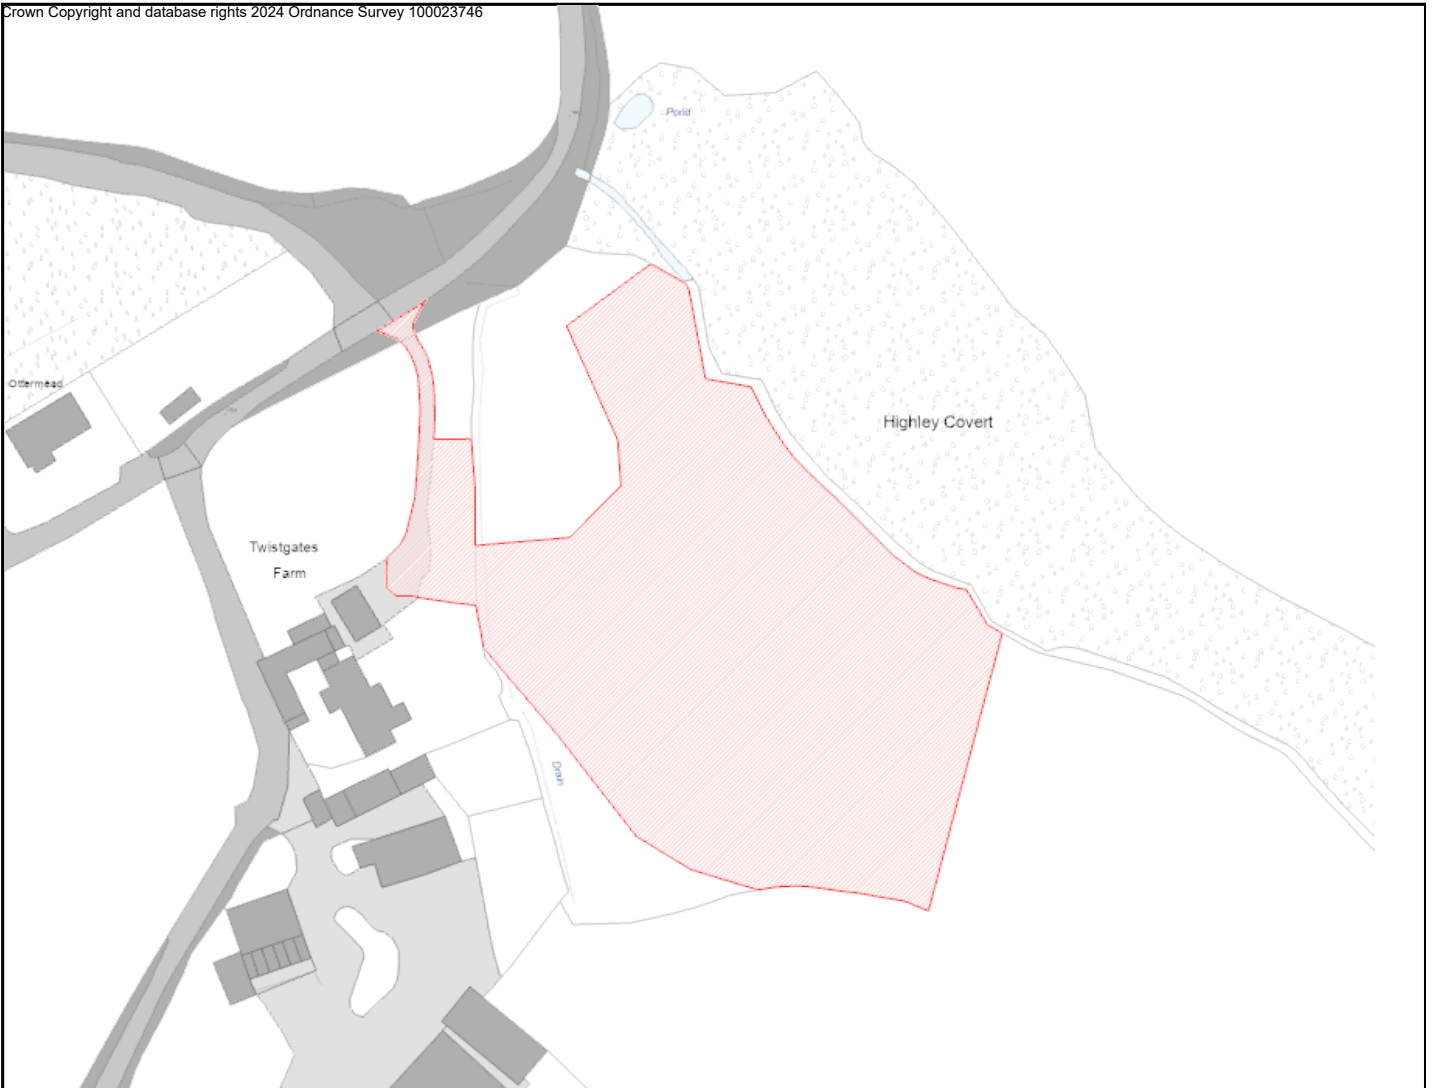 Crown Copyright and database rights 2024 Ordnance Survey 100023746
Pond
Ottermead
Highley Covert
Twistgates
Farm
Drain